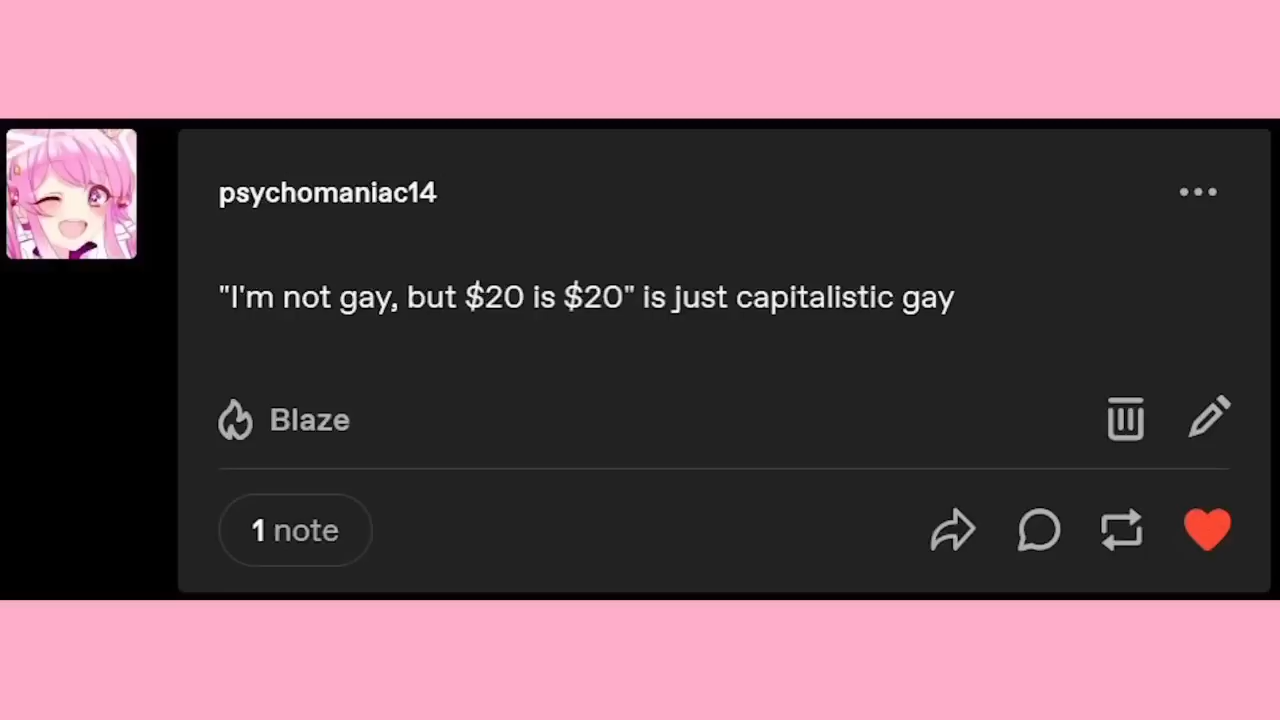 psychomaniac14
"I'm not gay, but $20 is $20" is just capitalistic gay
Blaze
1 note